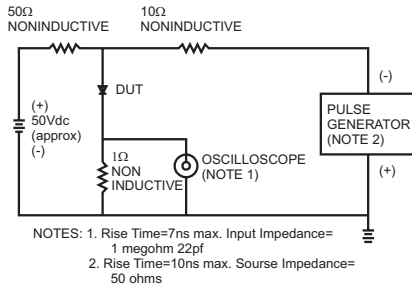 50Ω
NONINDUCTIVE
10Ω
NONINDUCTIVE
(+)
50Vdc
(approx)
(-)
DUT
1Ω
NON
INDUCTIVE
OSCILLOSCOPE
(NOTE 1)
(-)
PULSE
GENERATOR
(NOTE 2)
(+)
NOTES: 1. Rise Time=7ns max. Input Impedance=
1 megohm 22pf
2. Rise Time=10ns max. Sourse Impedance=
50 ohms